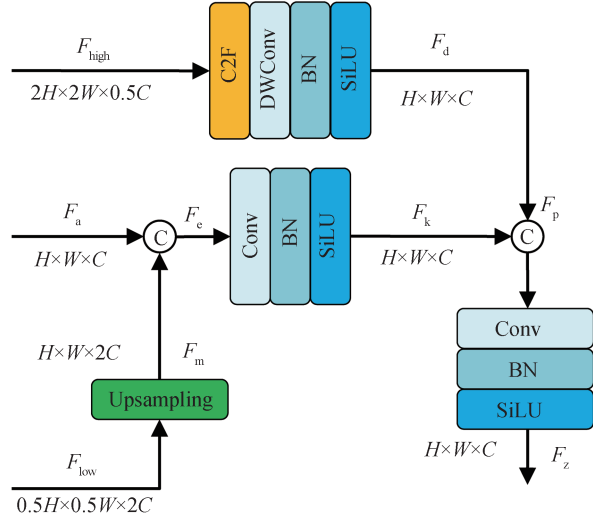 F_high
2H×2W×0.5C
C2F
DWConv
BN
SiLU
F_d
H×W×C
F_a
H×W×C
C
F_e
Conv
BN
SiLU
F_k
H×W×C
F_p
C
H×W×2C
F_m
Upsampling
F_low
0.5H×0.5W×2C
Conv
BN
SiLU
H×W×C
F_z